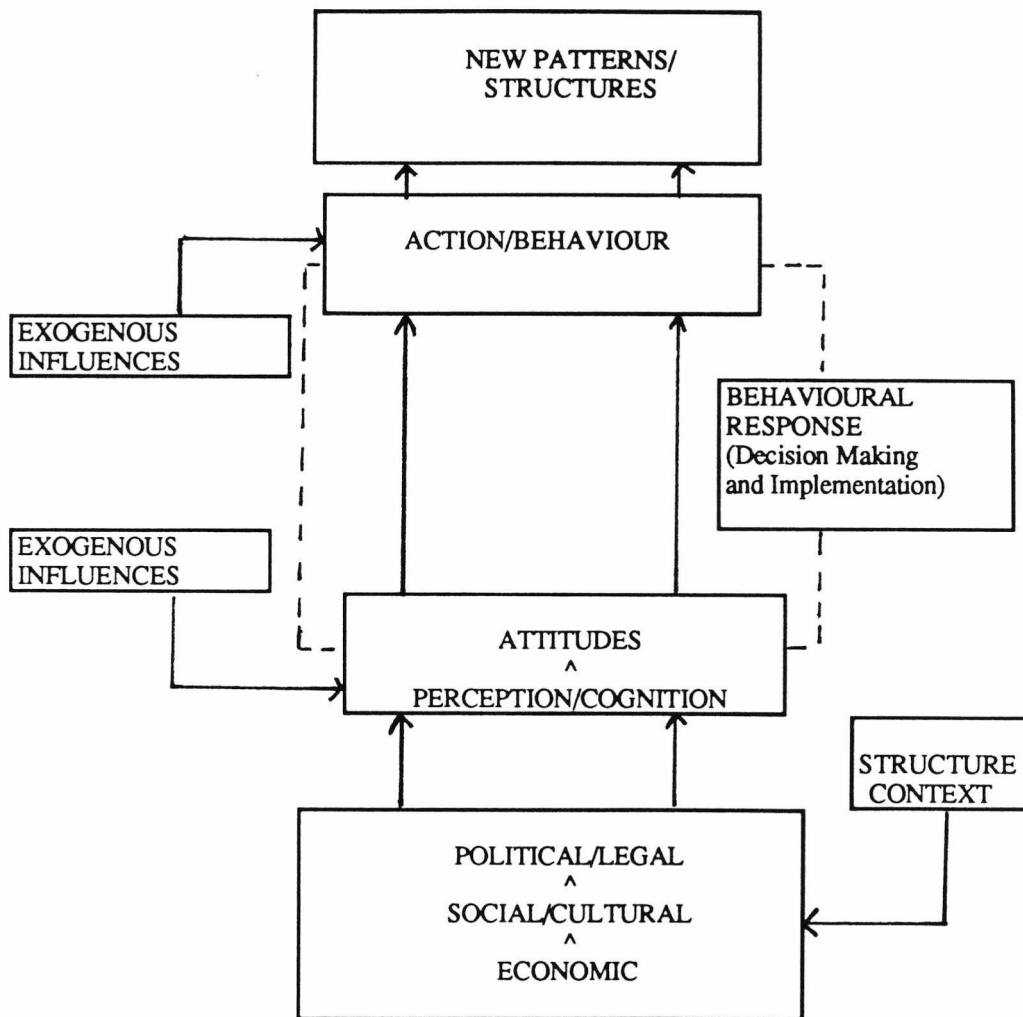 NEW PATTERNS/
STRUCTURES
ACTION/BEHAVIOUR
EXOGENOUS
INFLUENCES
BEHAVIOURAL
RESPONSE
(Decision Making
and Implementation)
EXOGENOUS
INFLUENCES
ATTITUDES
^
PERCEPTION/COGNITION
STRUCTURE
CONTEXT
POLITICAL/LEGAL
^
SOCIAL/CULTURAL
^
ECONOMIC